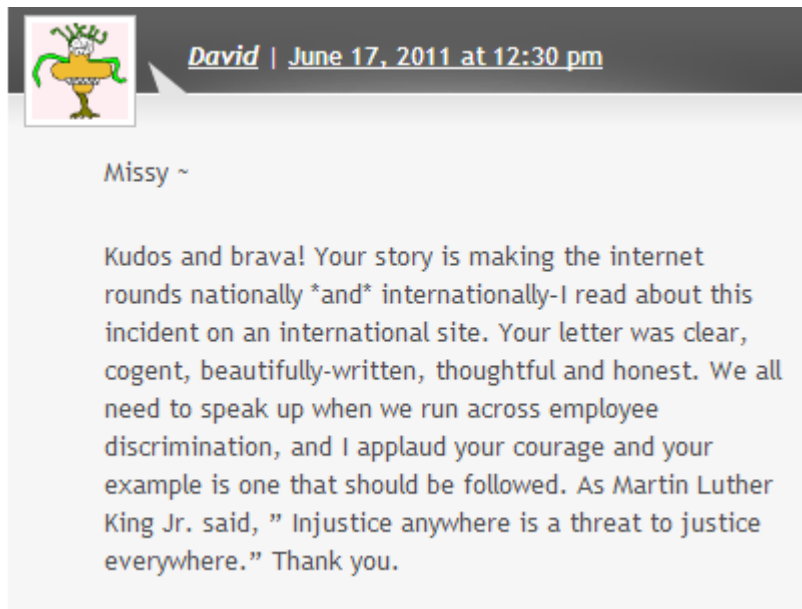 David | June 17, 2011 at 12:30 pm
Missy ~
Kudos and brava! Your story is making the internet
rounds nationally *and* internationally-I read about this
incident on an international site. Your letter was clear,
cogent, beautifully-written, thoughtful and honest. We all
need to speak up when we run across employee
discrimination, and I applaud your courage and your
example is one that should be followed. As Martin Luther
King Jr. said, ” Injustice anywhere is a threat to justice
everywhere.” Thank you.